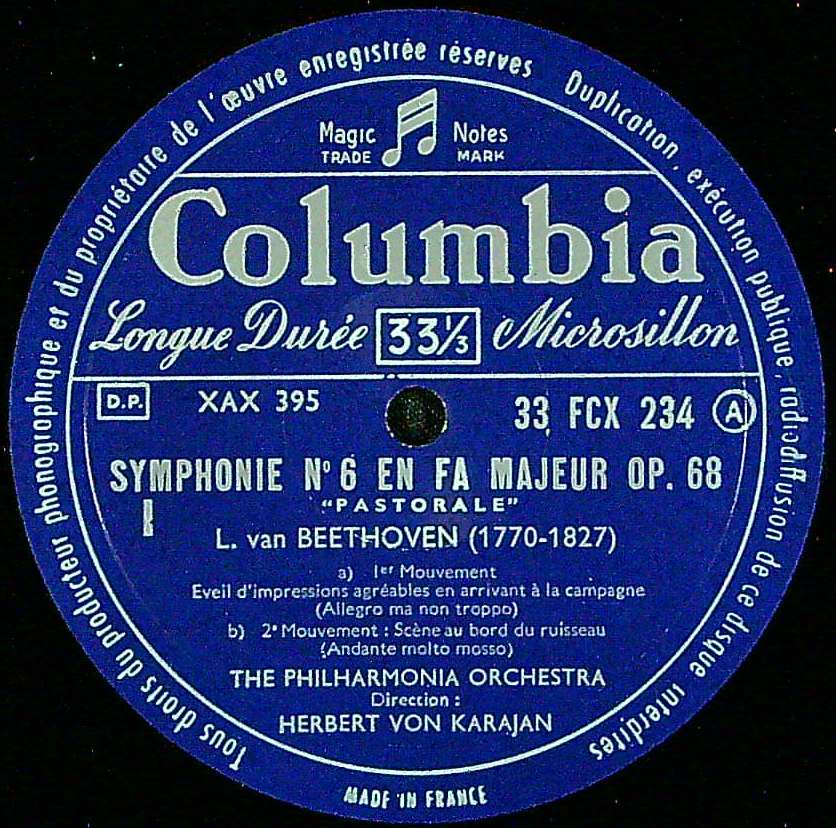 Tous droits du producteur phonographique et du propriétaire de l'œuvre enregistrée réservés
Duplication, exécution publique, radiodiffusion de ce disque interdites
Magic Notes
TRADE MARK
Columbia
Longue Durée 33⅓ Microsillon
D.P. XAX 395 33 FCX 234 A
SYMPHONIE Nº 6 EN FA MAJEUR OP. 68
"PASTORALE"
L. van BEETHOVEN (1770-1827)
a) 1er Mouvement
Eveil d'impressions agréables en arrivant à la campagne
(Allegro ma non troppo)
b) 2e Mouvement : Scène au bord du ruisseau
(Andante molto mosso)
THE PHILHARMONIA ORCHESTRA
Direction :
HERBERT VON KARAJAN
MADE IN FRANCE